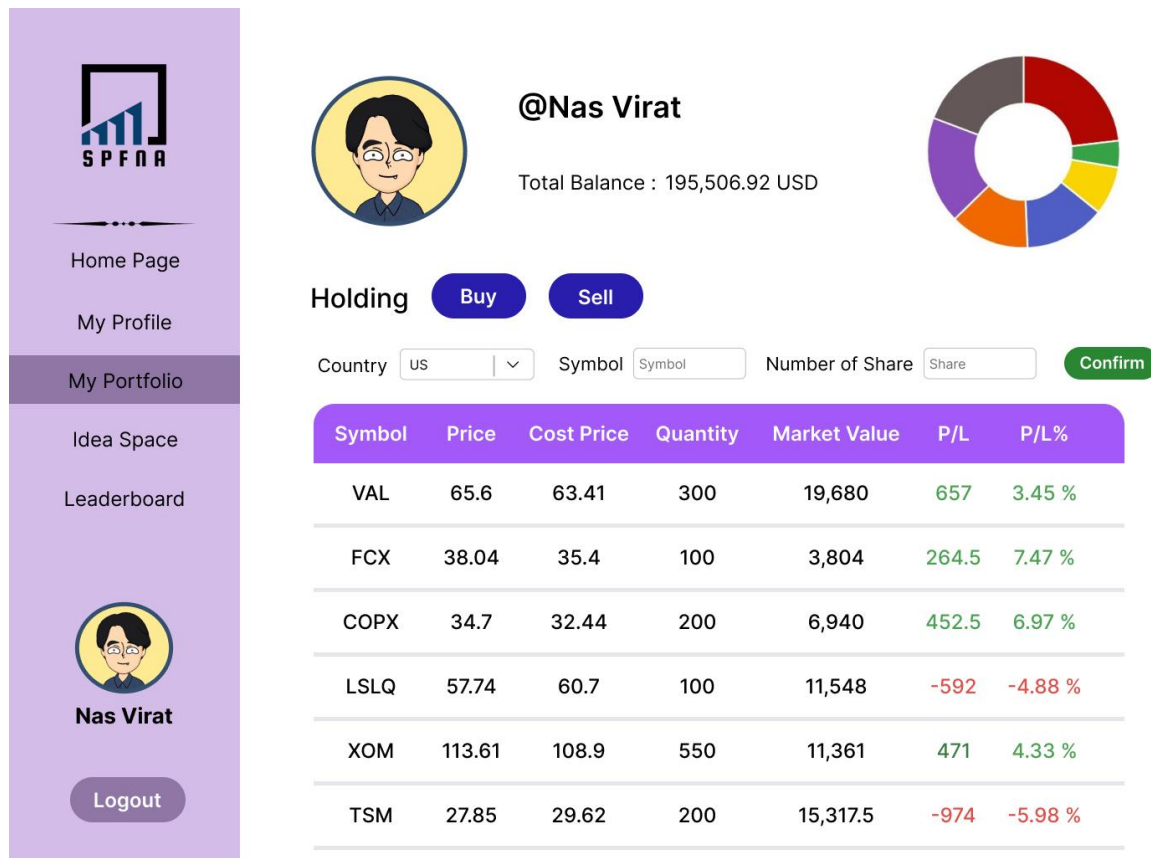 SPFNA
Home Page
My Profile
My Portfolio
Idea Space
Leaderboard
Nas Virat
Logout
@Nas Virat
Total Balance : 195,506.92 USD
Holding Buy Sell
Country US Symbol Symbol Number of Share Share Confirm
Symbol Price Cost Price Quantity Market Value P/L P/L%
VAL 65.6 63.41 300 19,680 657 3.45 %
FCX 38.04 35.4 100 3,804 264.5 7.47 %
COPX 34.7 32.44 200 6,940 452.5 6.97 %
LSLQ 57.74 60.7 100 11,548 -592 -4.88 %
XOM 113.61 108.9 550 11,361 471 4.33 %
TSM 27.85 29.62 200 15,317.5 -974 -5.98 %